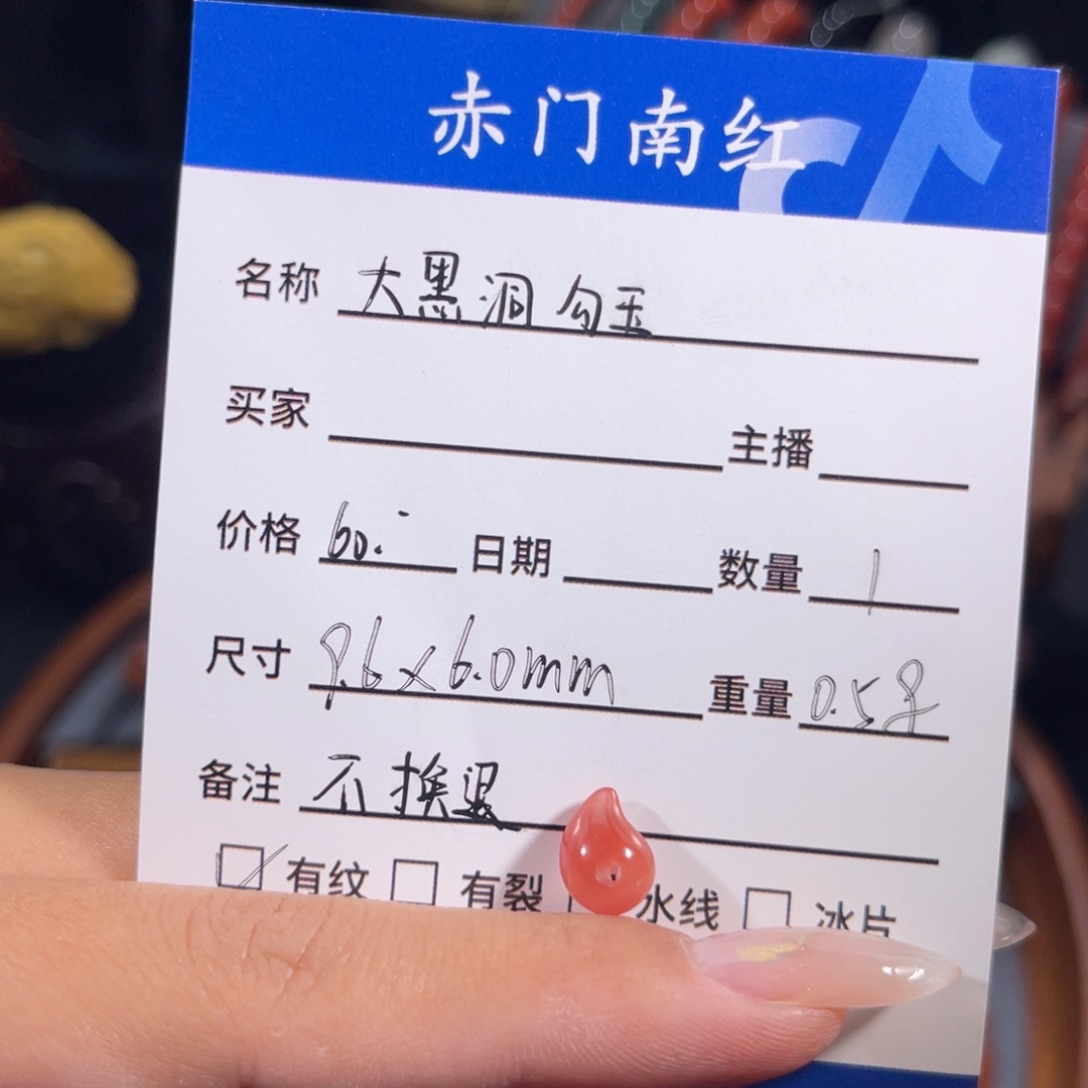 赤门南红
名称 大黑洞勾玉
买家 主播
价格 60.- 日期 数量 1
尺寸 9.6×6.0mm 重量 0.5g
备注 不换退
有纹 有裂 水线 冰片